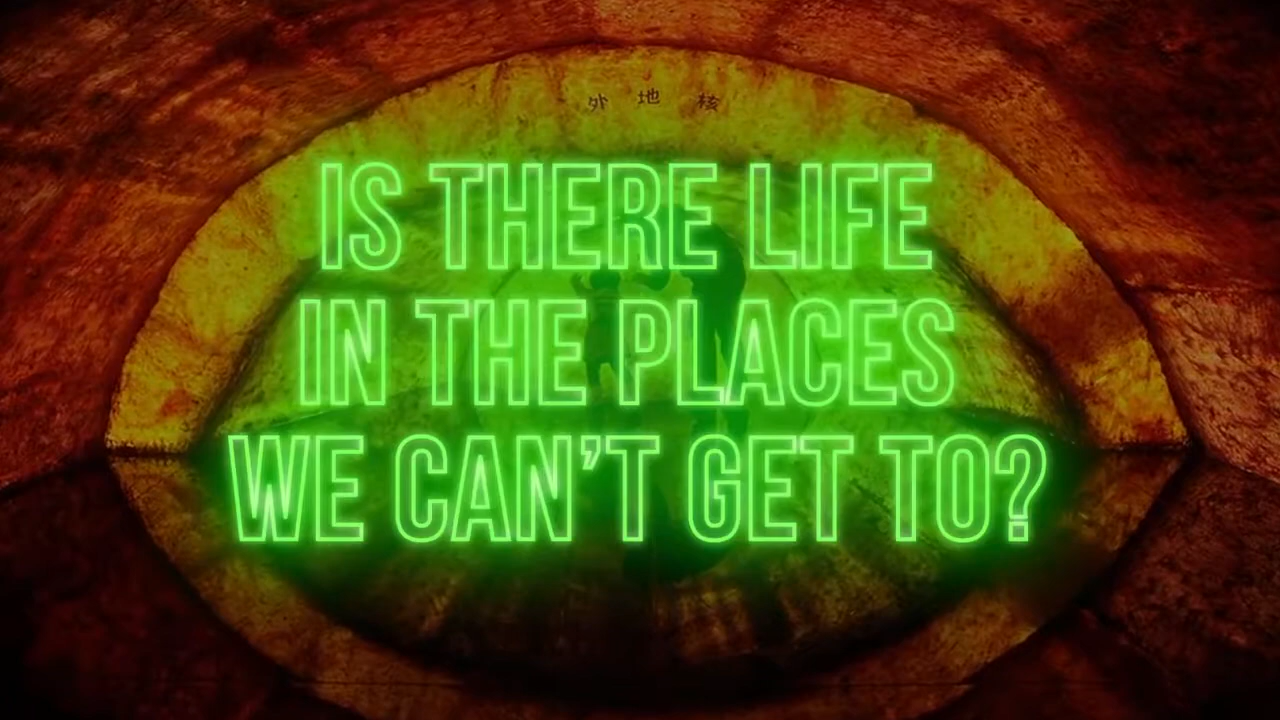 外地核
IS THERE LIFE
IN THE PLACES
WE CAN’T GET TO?